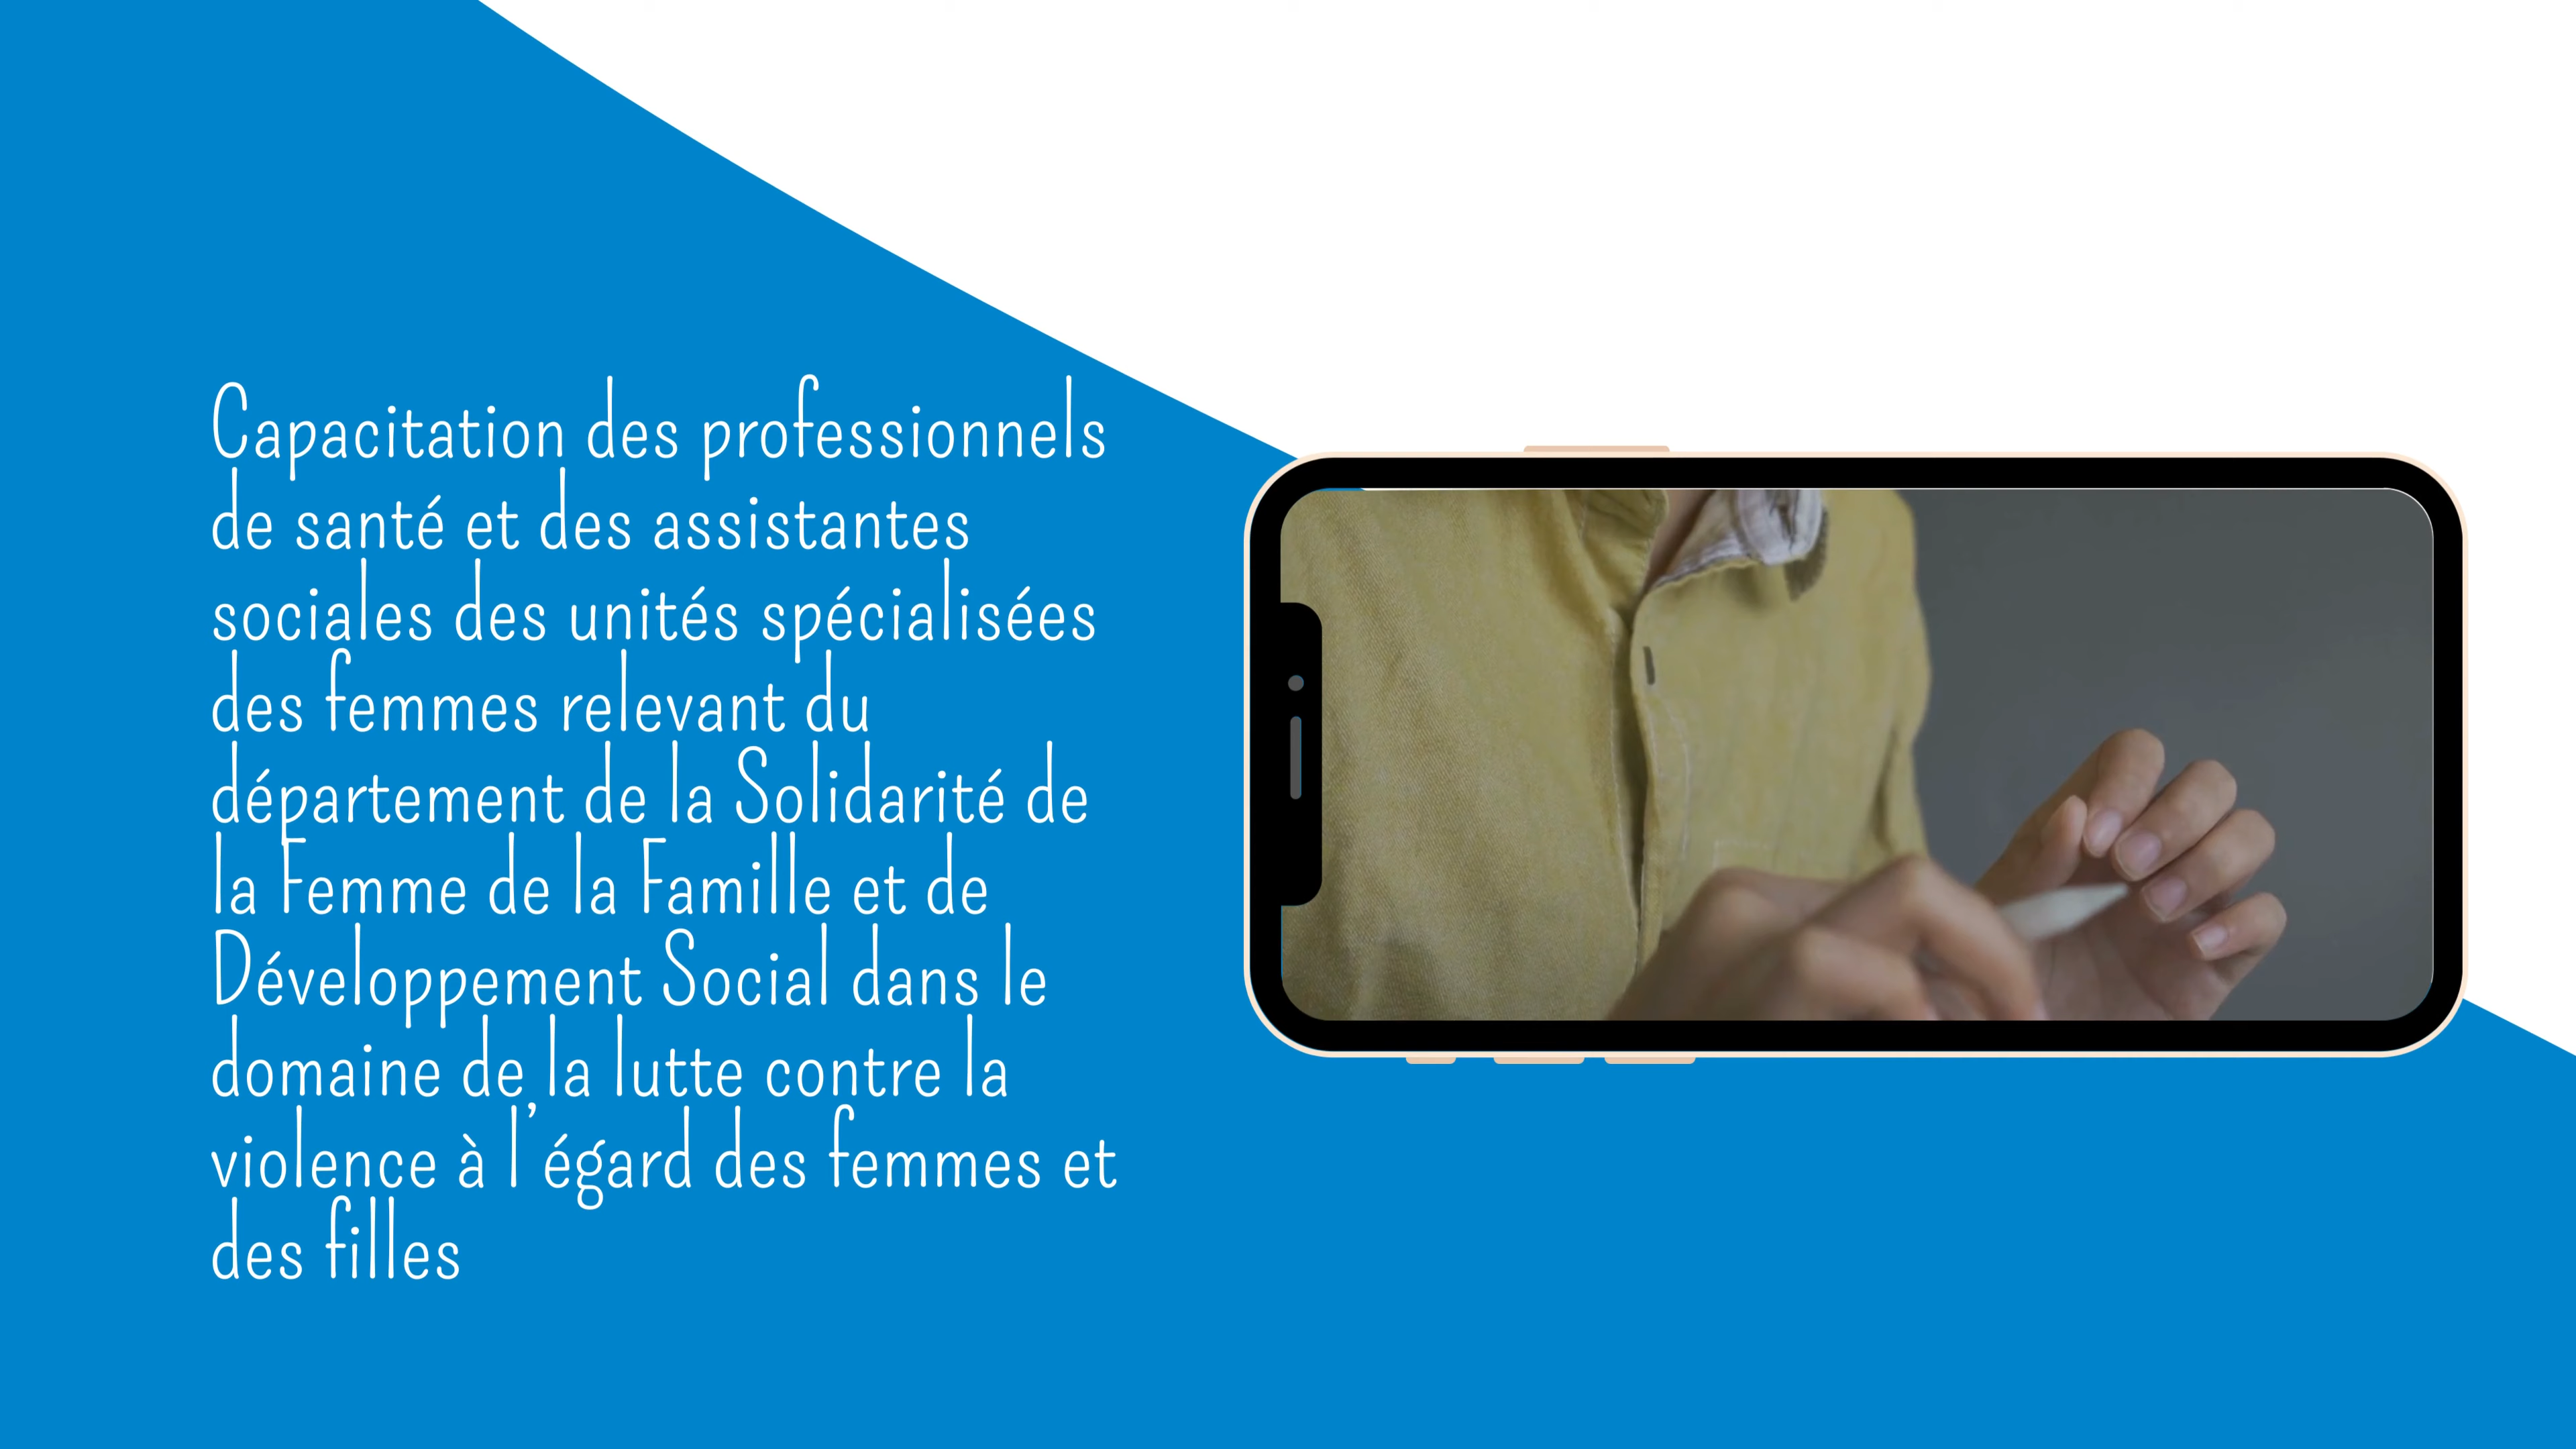 Capacitation des professionnels
de santé et des assistantes
sociales des unités spécialisées
des femmes relevant du
département de la Solidarité de
la Femme de la Famille et de
Développement Social dans le
domaine de la lutte contre la
violence à l'égard des femmes et
des filles